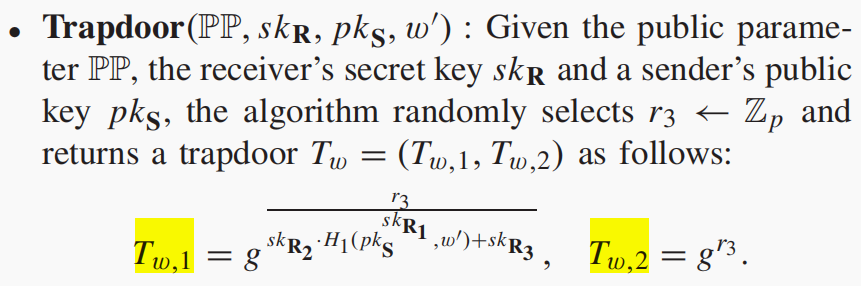 • Trapdoor(ℙℙ, sk_R, pk_S, w′) : Given the public parame-
ter ℙℙ, the receiver's secret key sk_R and a sender's public
key pk_S, the algorithm randomly selects r_3 ← ℤ_p and
returns a trapdoor T_w = (T_{w,1}, T_{w,2}) as follows:
T_{w,1} = g^{\frac{r_3}{sk_{R_2}·H_1(pk_S^{sk_{R_1}},w′)+sk_{R_3}}}, T_{w,2} = g^{r_3}.